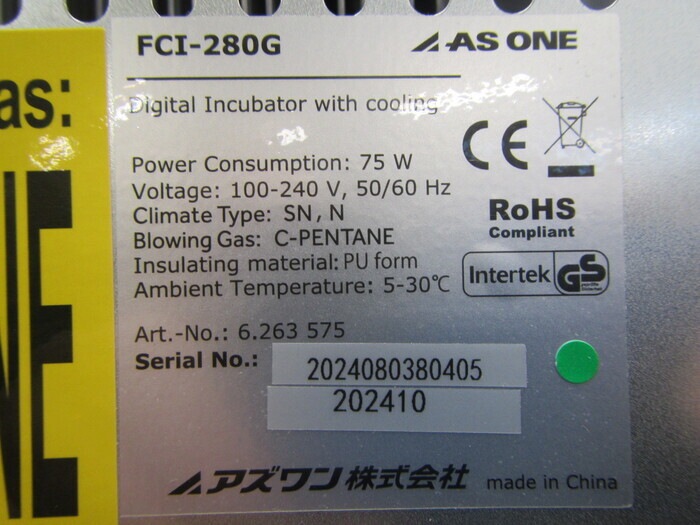 as:
NE
FCI-280G
AS ONE
Digital Incubator with cooling
CE
Power Consumption: 75 W
Voltage: 100-240 V, 50/60 Hz
Climate Type: SN, N
Blowing Gas: C-PENTANE
Insulating material: PU form
Ambient Temperature: 5-30℃
RoHS
Compliant
Intertek
GS
Art.-No.: 6.263 575
Serial No.: 2024080380405
202410
アズワン株式会社
made in China